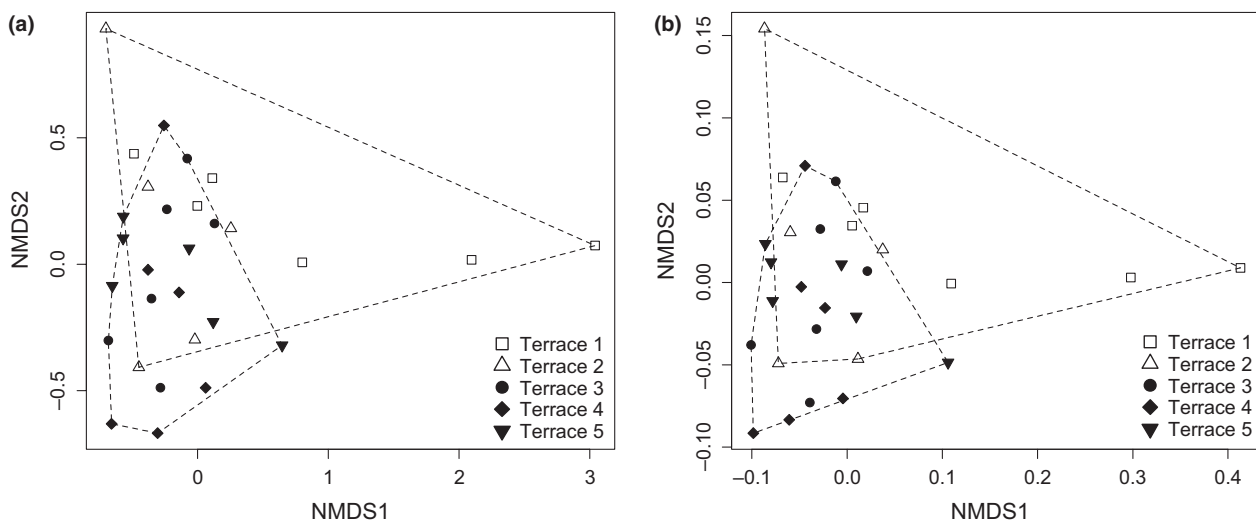 (a)
NMDS2
0.5
0.0
−0.5
0
1
2
3
NMDS1
Terrace 1
Terrace 2
Terrace 3
Terrace 4
Terrace 5
(b)
NMDS2
0.15
0.10
0.05
0.00
−0.05
−0.10
−0.1
0.0
0.1
0.2
0.3
0.4
NMDS1
Terrace 1
Terrace 2
Terrace 3
Terrace 4
Terrace 5